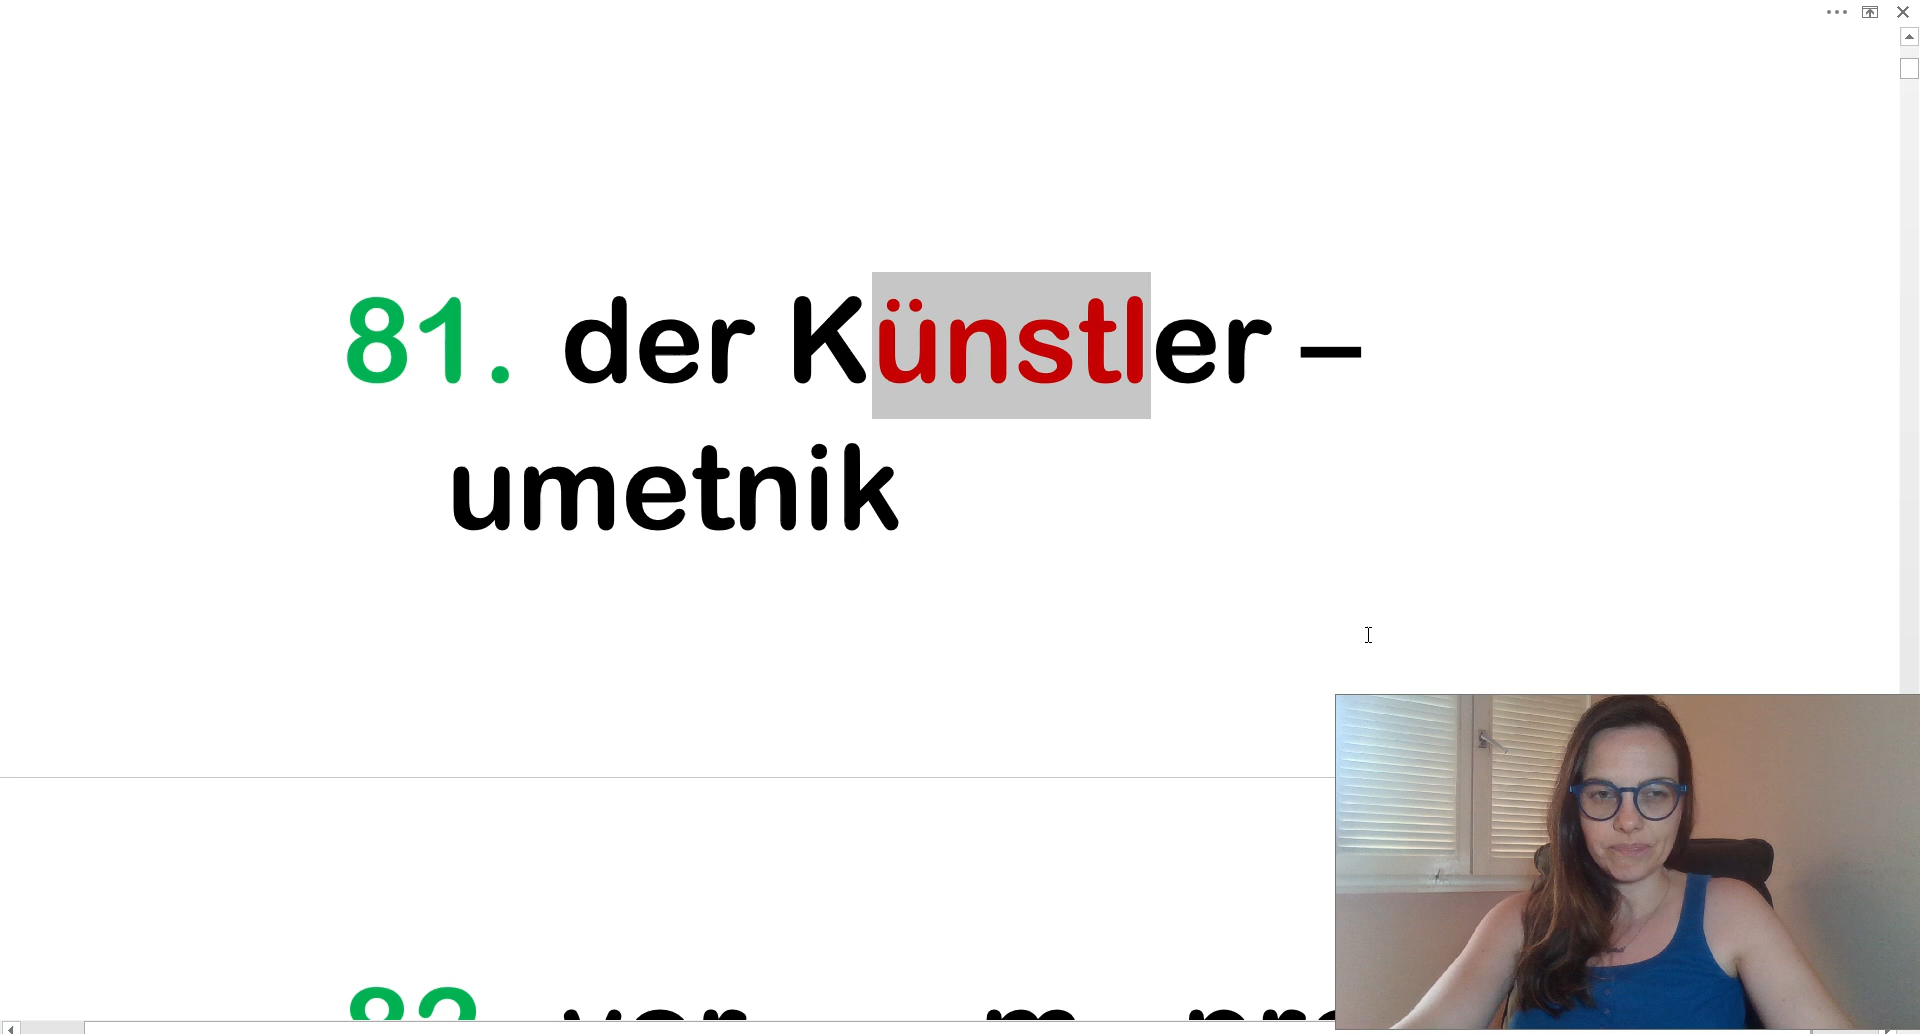 81. der Künstler –
umetnik